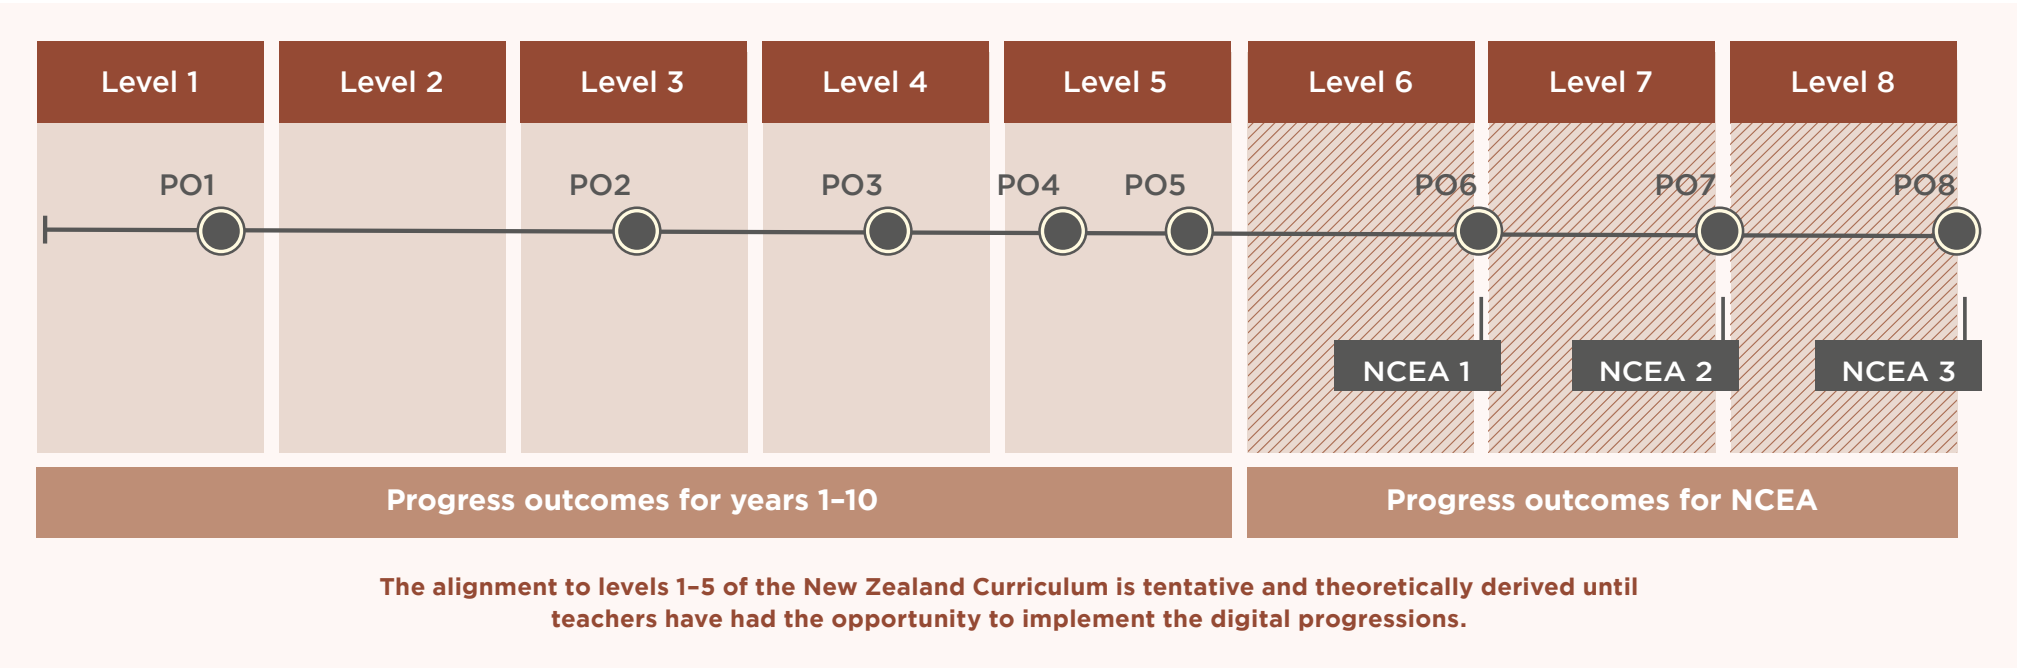 Level 1
Level 2
Level 3
Level 4
Level 5
Level 6
Level 7
Level 8
PO1
PO2
PO3
PO4
PO5
PO6
PO7
PO8
NCEA 1
NCEA 2
NCEA 3
Progress outcomes for years 1–10
Progress outcomes for NCEA
The alignment to levels 1–5 of the New Zealand Curriculum is tentative and theoretically derived until
teachers have had the opportunity to implement the digital progressions.